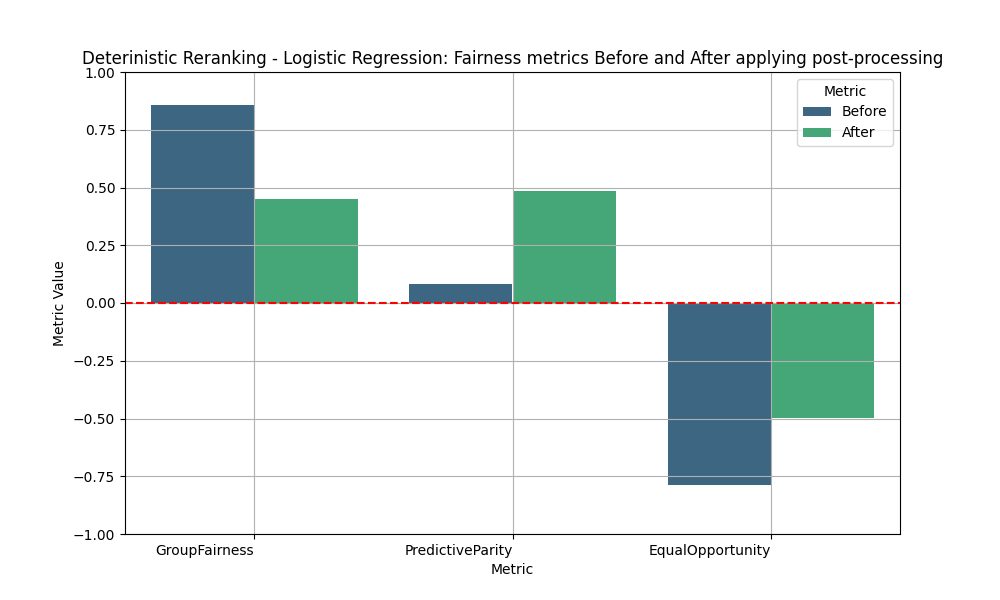 Deterinistic Reranking - Logistic Regression: Fairness metrics Before and After applying post-processing
1.00
0.75
0.50
0.25
0.00
−0.25
−0.50
−0.75
−1.00
Metric Value
Metric
Before
After
GroupFairness
PredictiveParity
EqualOpportunity
Metric